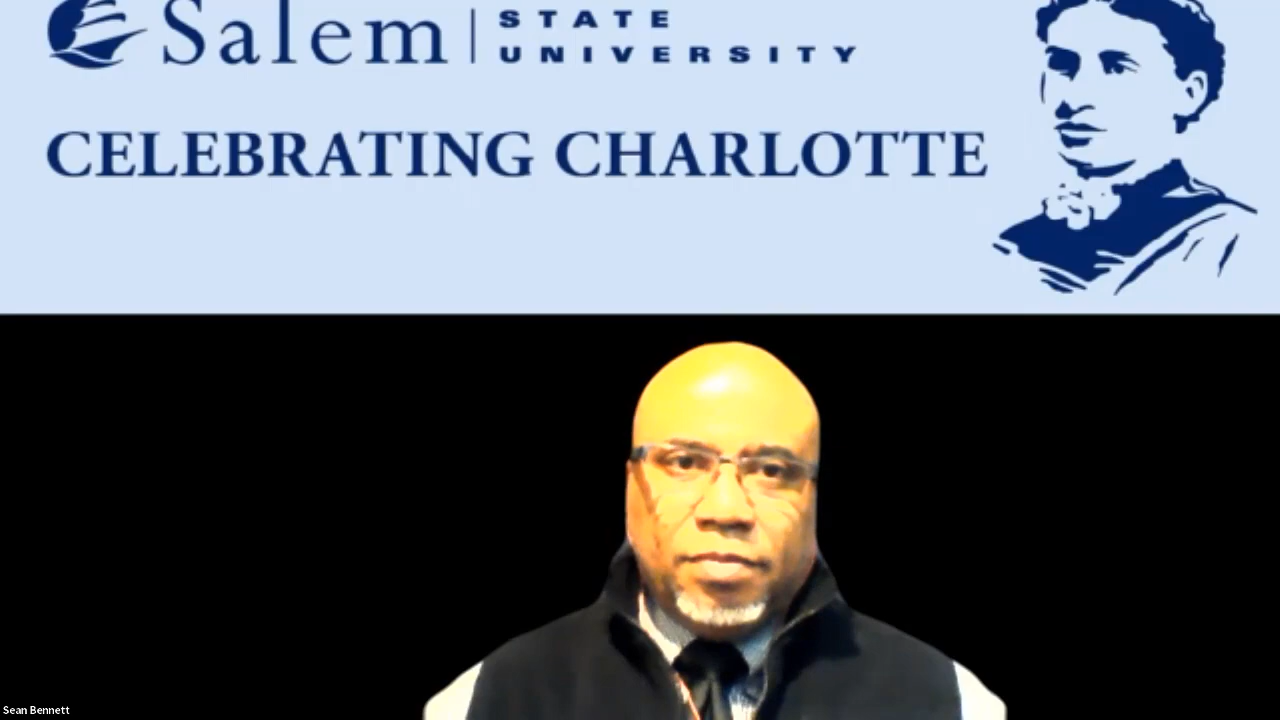 Salem
STATE
UNIVERSITY
CELEBRATING CHARLOTTE
Sean Bennett